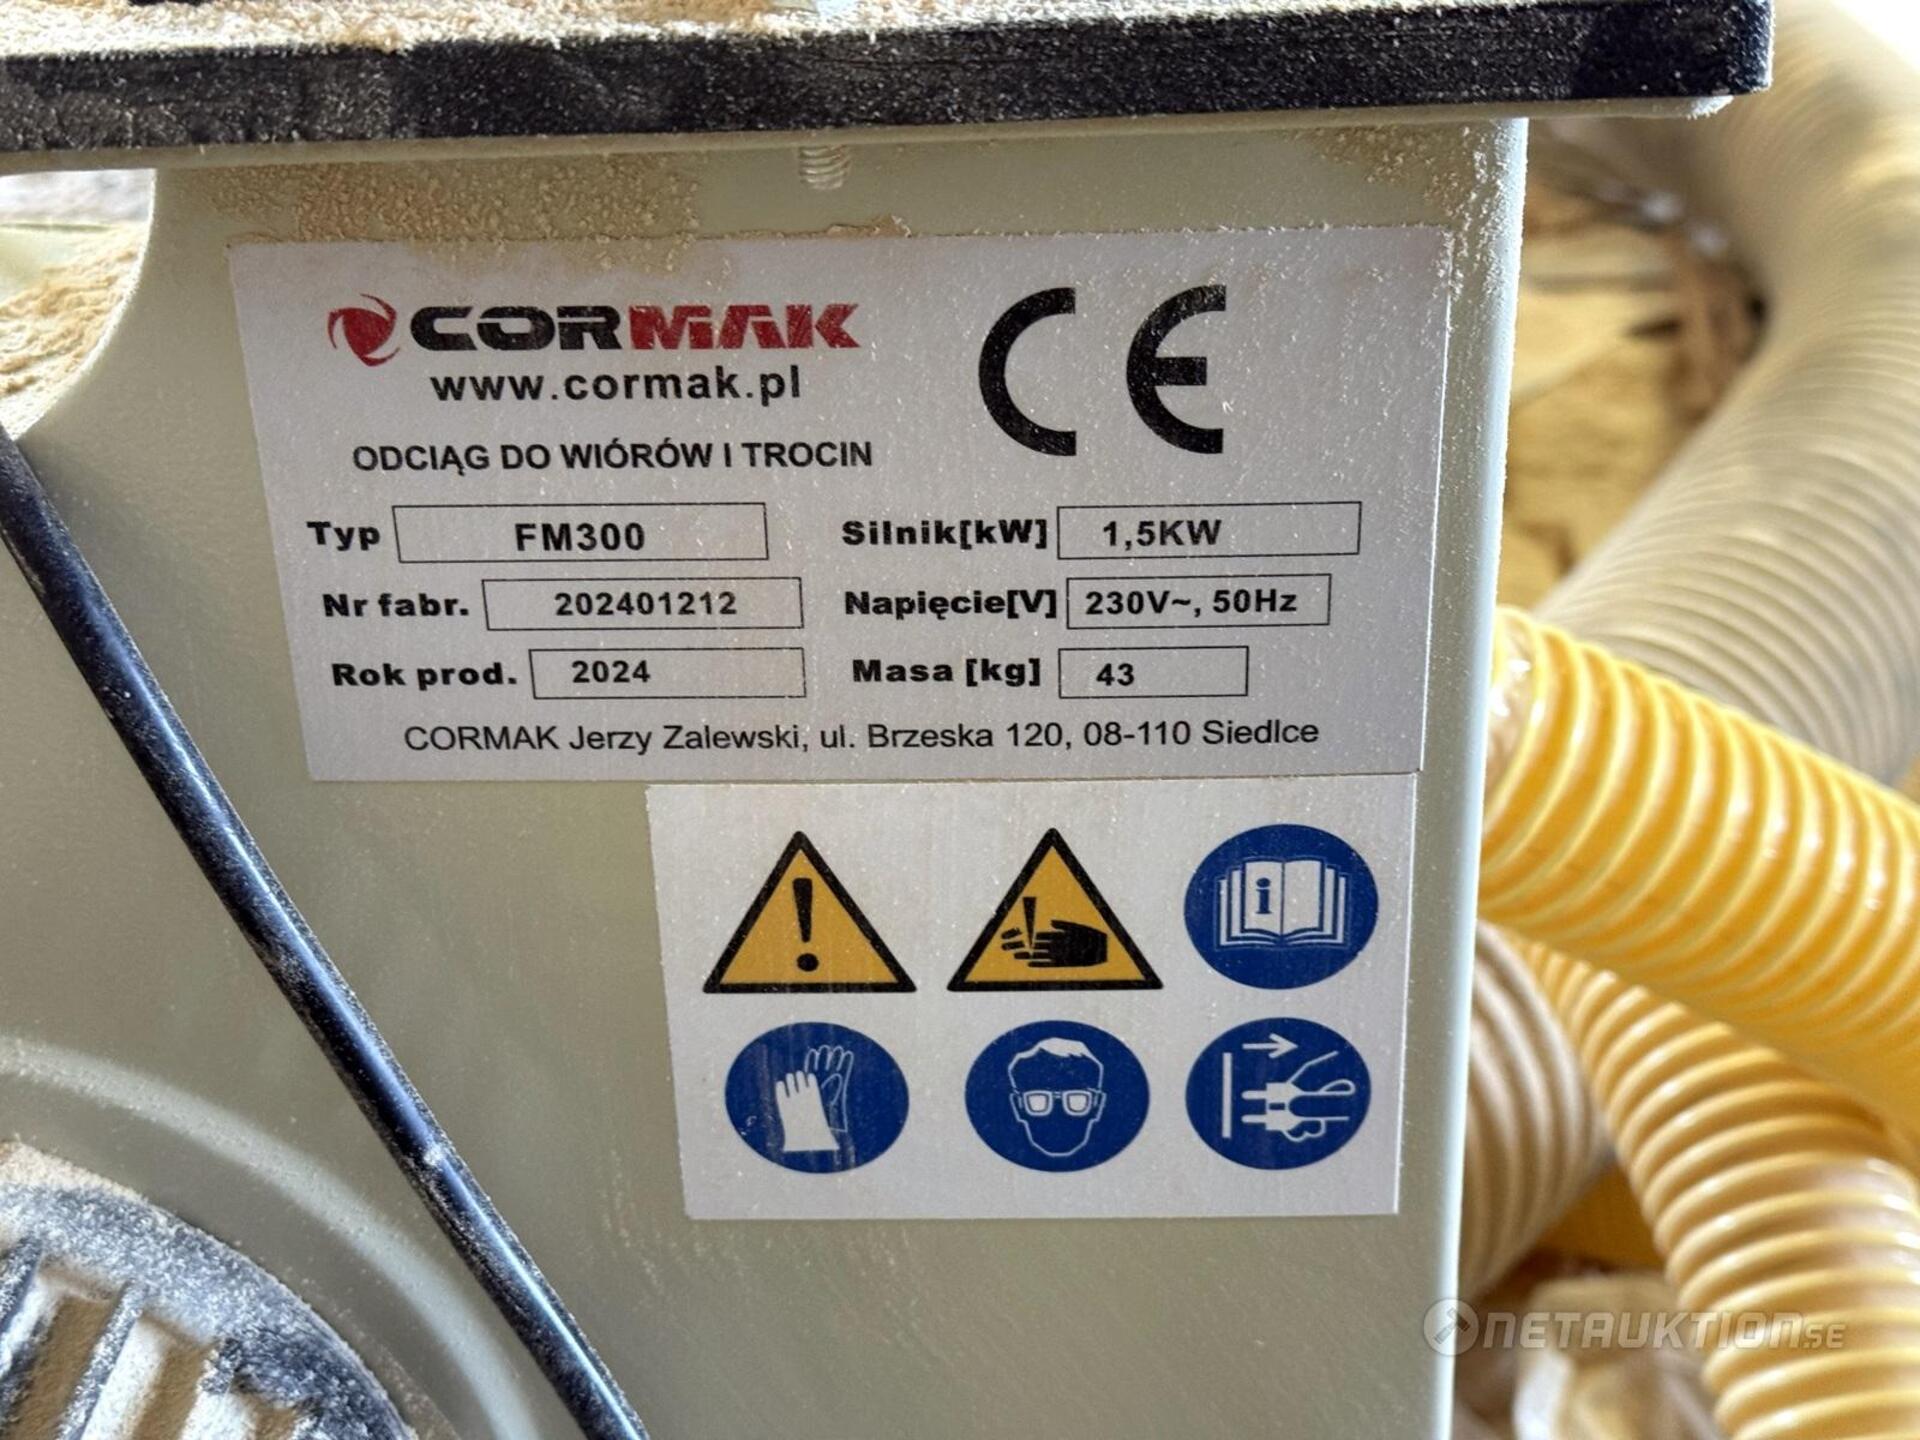 CORMAK
www.cormak.pl
CE
ODCIĄG DO WIÓRÓW I TROCIN
Typ FM300 Silnik[kW] 1,5KW
Nr fabr. 202401212 Napięcie[V] 230V~, 50Hz
Rok prod. 2024 Masa [kg] 43
CORMAK Jerzy Zalewski, ul. Brzeska 120, 08-110 Siedlce
i
NETAUKTION.SE